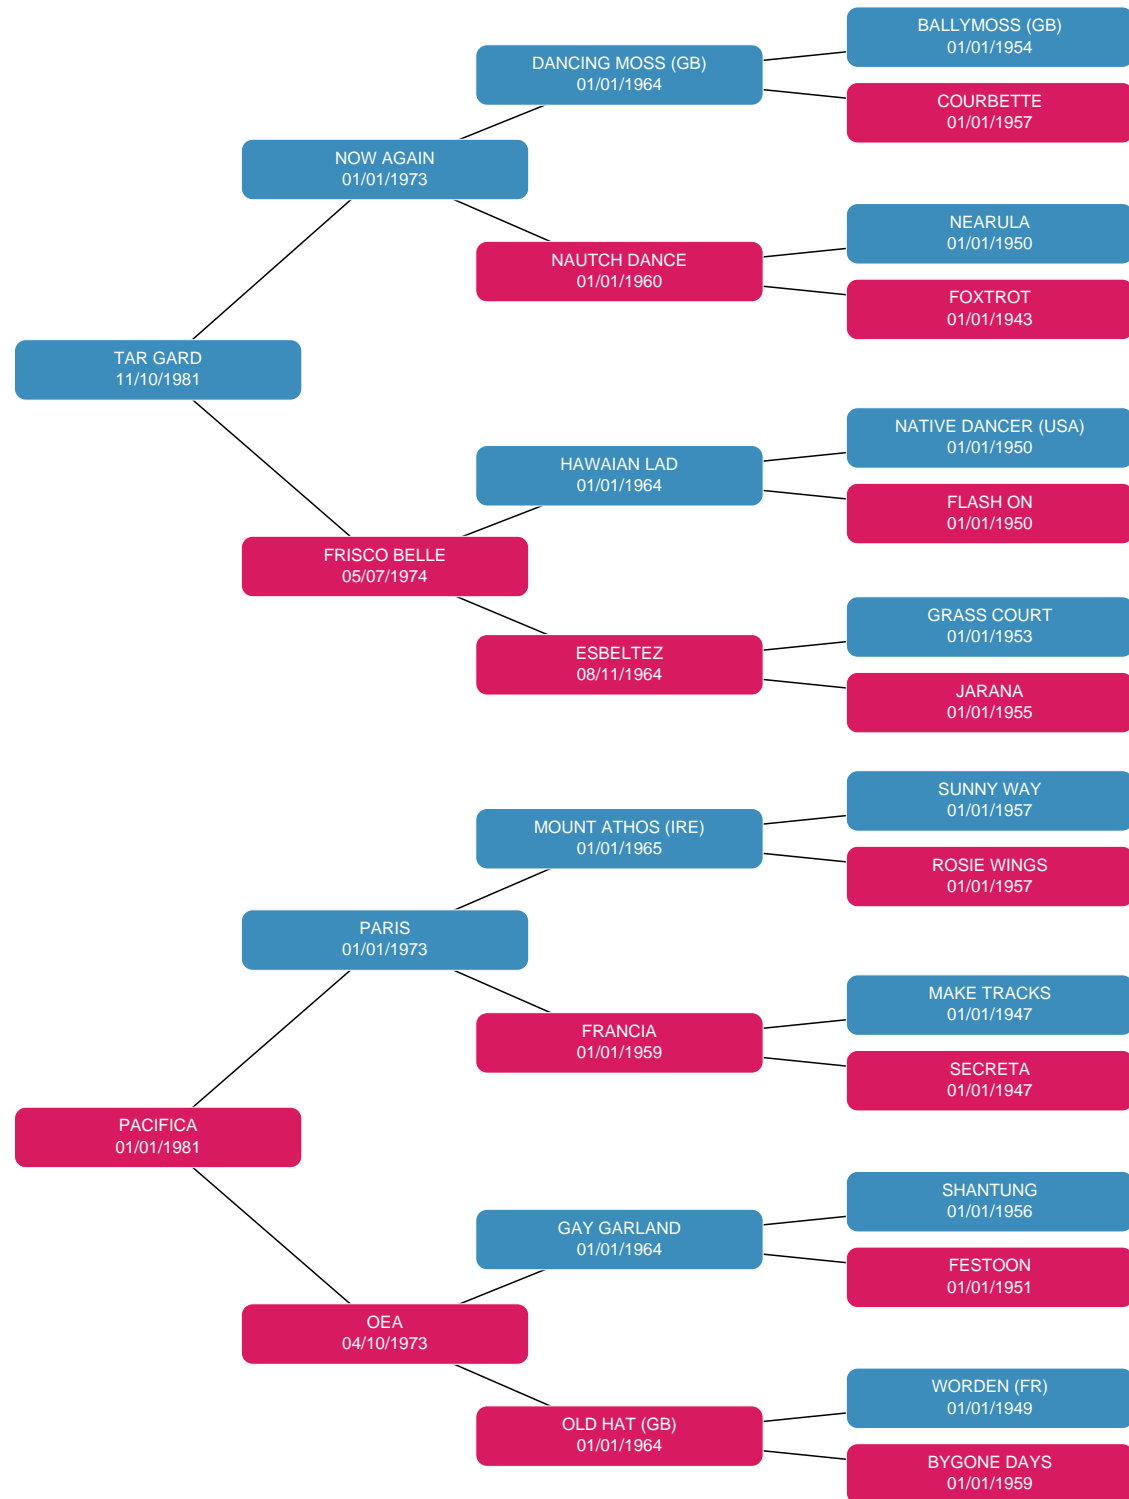 BALLYMOSS (GB)
01/01/1954
DANCING MOSS (GB)
01/01/1964
COURBETTE
01/01/1957
NOW AGAIN
01/01/1973
NEARULA
01/01/1950
NAUTCH DANCE
01/01/1960
FOXTROT
01/01/1943
TAR GARD
11/10/1981
NATIVE DANCER (USA)
01/01/1950
HAWAIAN LAD
01/01/1964
FLASH ON
01/01/1950
FRISCO BELLE
05/07/1974
GRASS COURT
01/01/1953
ESBELTEZ
08/11/1964
JARANA
01/01/1955
SUNNY WAY
01/01/1957
MOUNT ATHOS (IRE)
01/01/1965
ROSIE WINGS
01/01/1957
PARIS
01/01/1973
MAKE TRACKS
01/01/1947
FRANCIA
01/01/1959
SECRETA
01/01/1947
PACIFICA
01/01/1981
SHANTUNG
01/01/1956
GAY GARLAND
01/01/1964
FESTOON
01/01/1951
OEA
04/10/1973
WORDEN (FR)
01/01/1949
OLD HAT (GB)
01/01/1964
BYGONE DAYS
01/01/1959